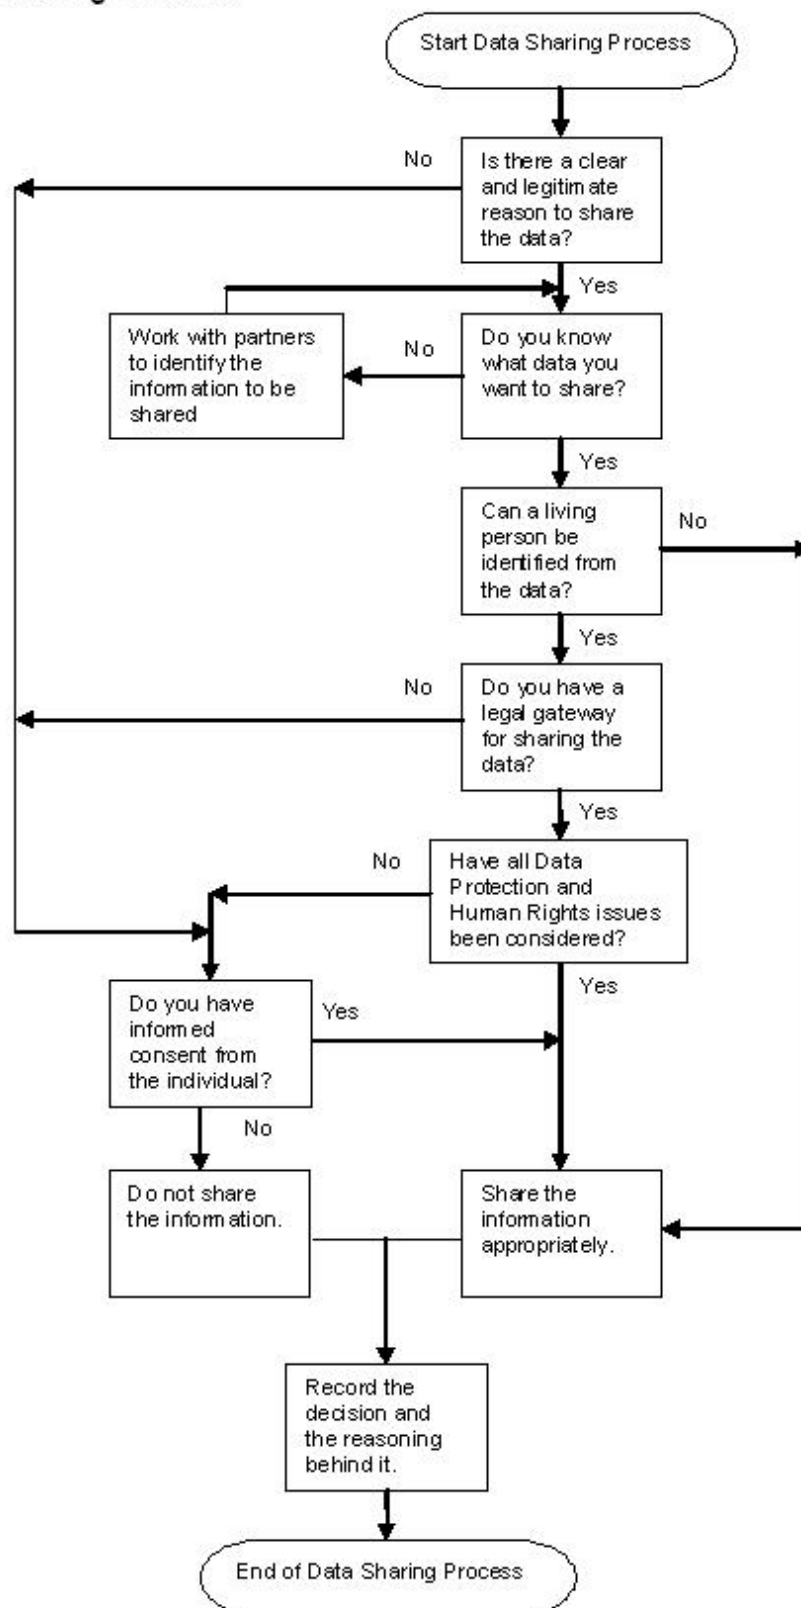 Start Data Sharing Process
No
Is there a clear
and legitimate
reason to share
the data?
Yes
Work with partners
to identify the
information to be
shared
No
Do you know
what data you
want to share?
Yes
Can a living
person be
identified from
the data?
No
Yes
No
Do you have a
legal gateway
for sharing the
data?
Yes
No
Have all Data
Protection and
Human Rights issues
been considered?
Yes
Do you have
informed
consent from
the individual?
Yes
No
Do not share
the information.
Share the
information
appropriately.
Record the
decision and
the reasoning
behind it.
End of Data Sharing Process